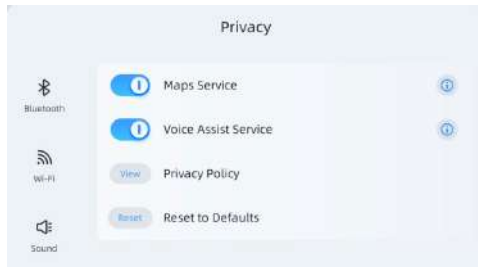 Privacy
Bluetooth
Wi-Fi
Sound
Maps Service
Voice Assist Service
View Privacy Policy
Reset Reset to Defaults